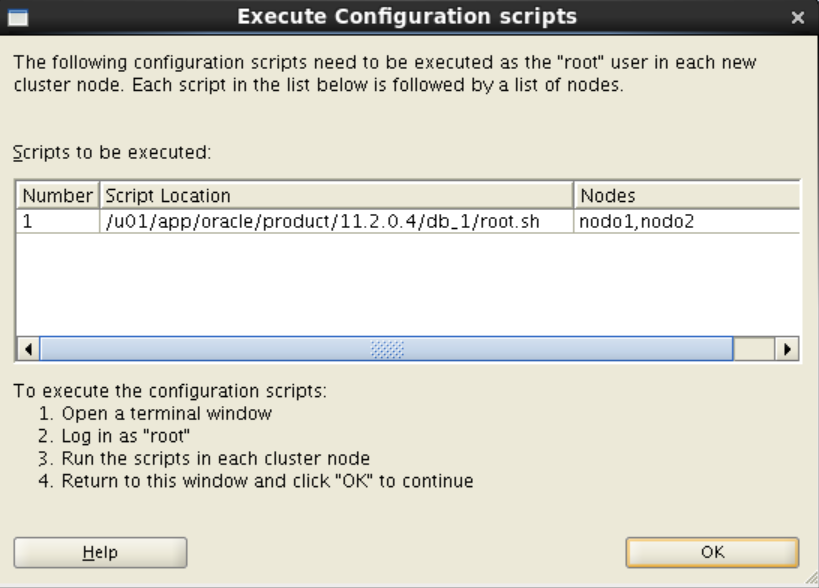 Execute Configuration scripts
The following configuration scripts need to be executed as the "root" user in each new
cluster node. Each script in the list below is followed by a list of nodes.
Scripts to be executed:
Number Script Location Nodes
1 /u01/app/oracle/product/11.2.0.4/db_1/root.sh nodo1,nodo2
To execute the configuration scripts:
1. Open a terminal window
2. Log in as "root"
3. Run the scripts in each cluster node
4. Return to this window and click "OK" to continue
Help OK